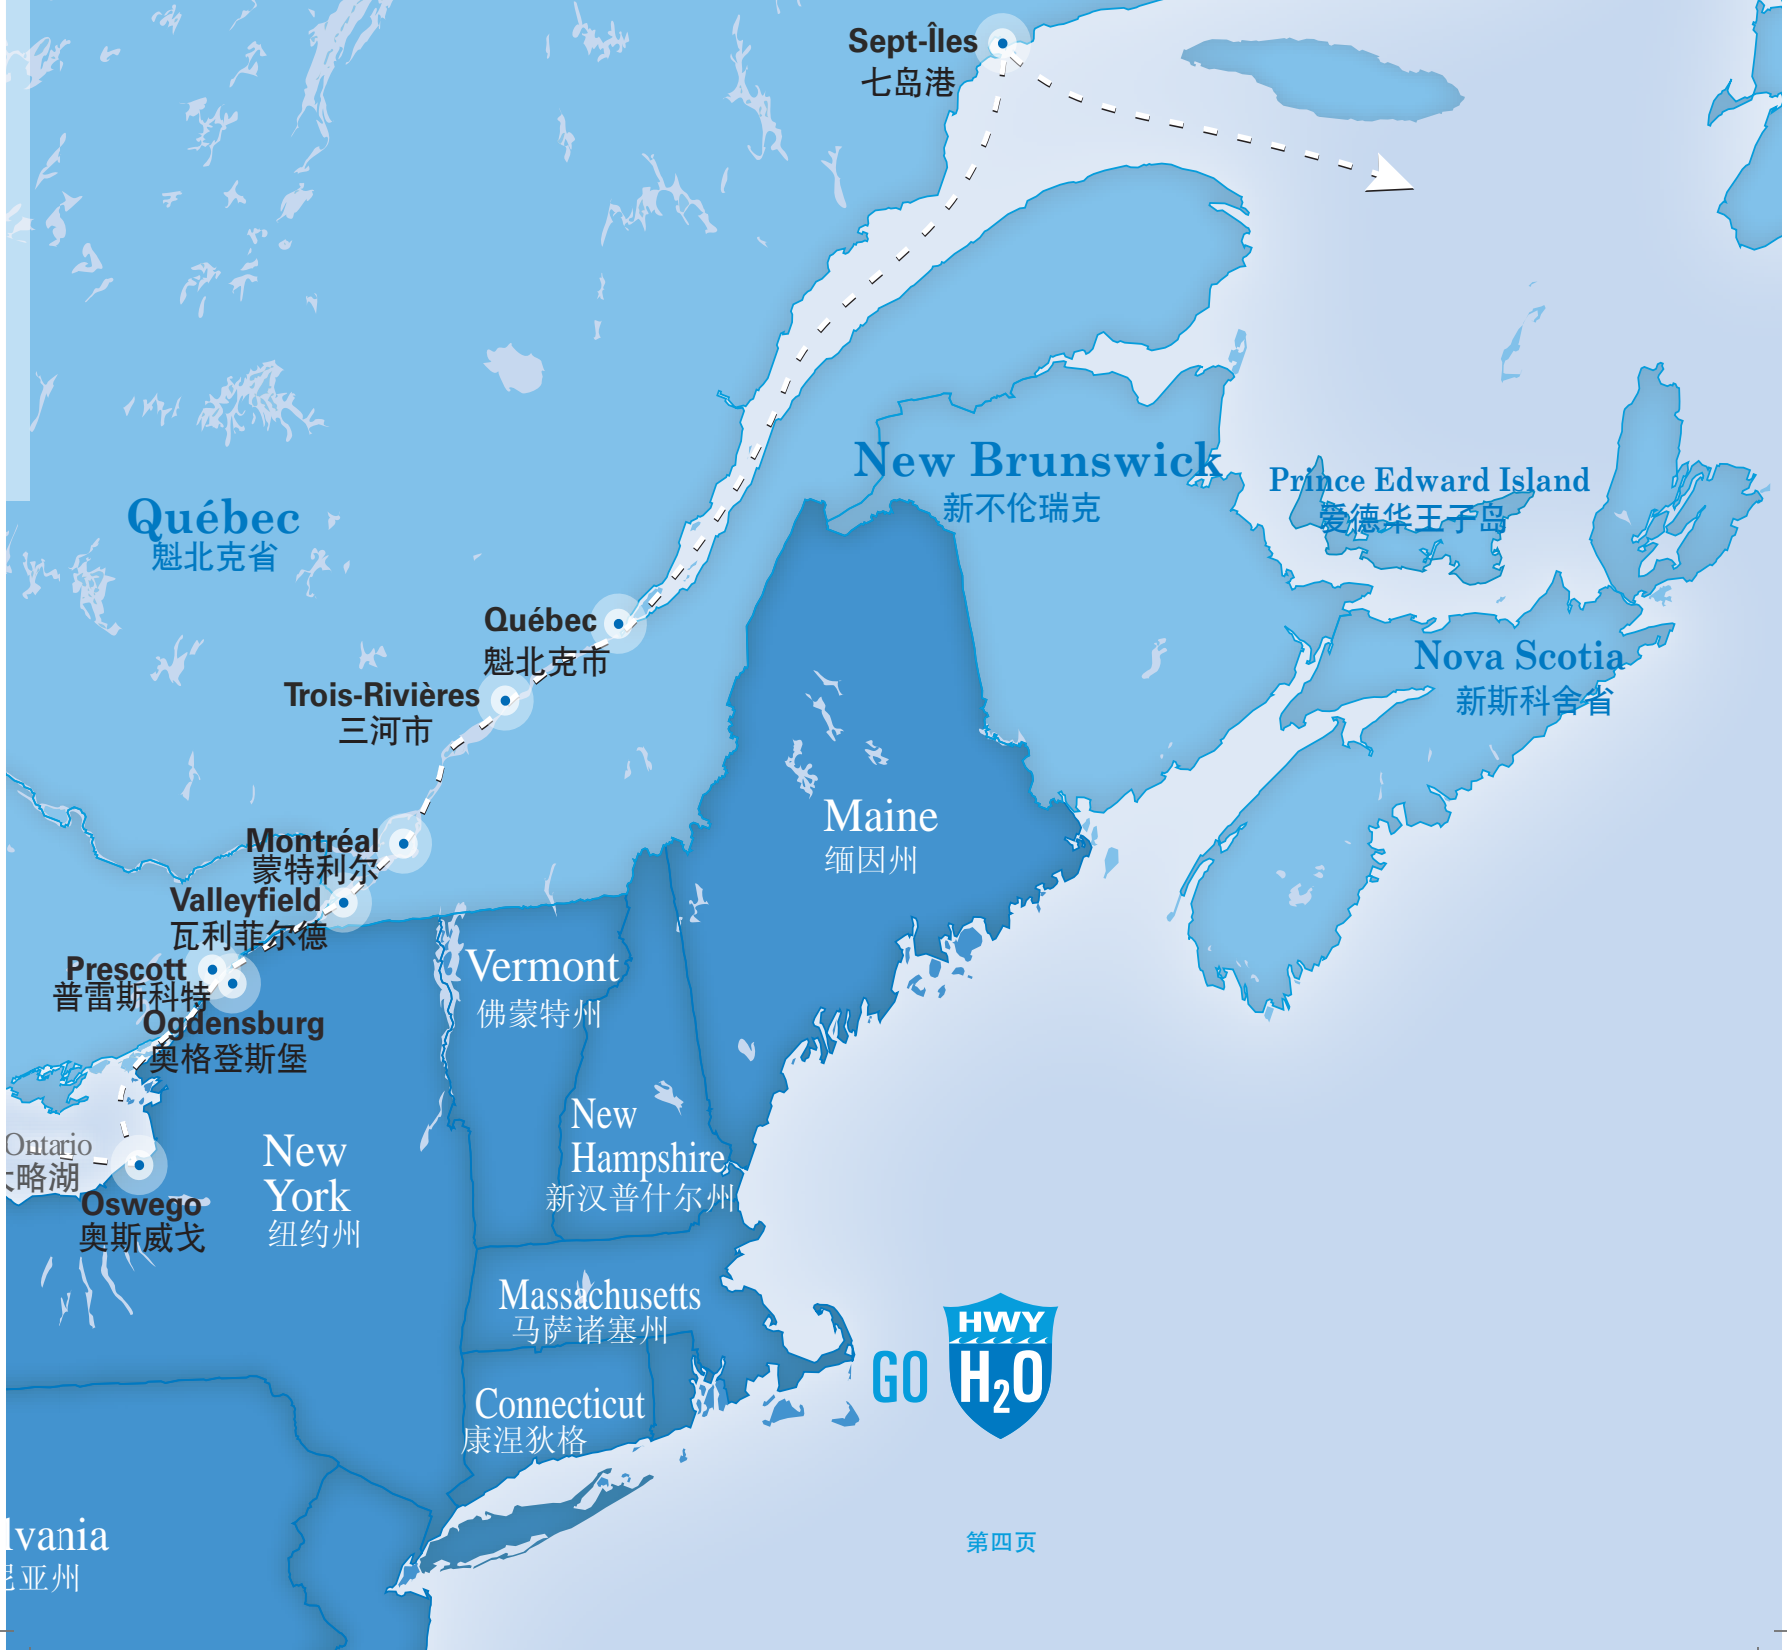 Sept-Îles
七岛港
New Brunswick
新不伦瑞克
Prince Edward Island
爱德华王子岛
Québec
魁北克省
Québec
魁北克市
Nova Scotia
新斯科舍省
Trois-Rivières
三河市
Maine
缅因州
Montréal
蒙特利尔
Valleyfield
瓦利菲尔德
Prescott
普雷斯科特
Vermont
佛蒙特州
Ogdensburg
奥格登斯堡
New
Hampshire
新汉普什尔州
Ontario
略湖
New
York
纽约州
Oswego
奥斯威戈
Massachusetts
马萨诸塞州
GO
HWY
H2O
Connecticut
康涅狄格
lvania
尼亚州
第四页